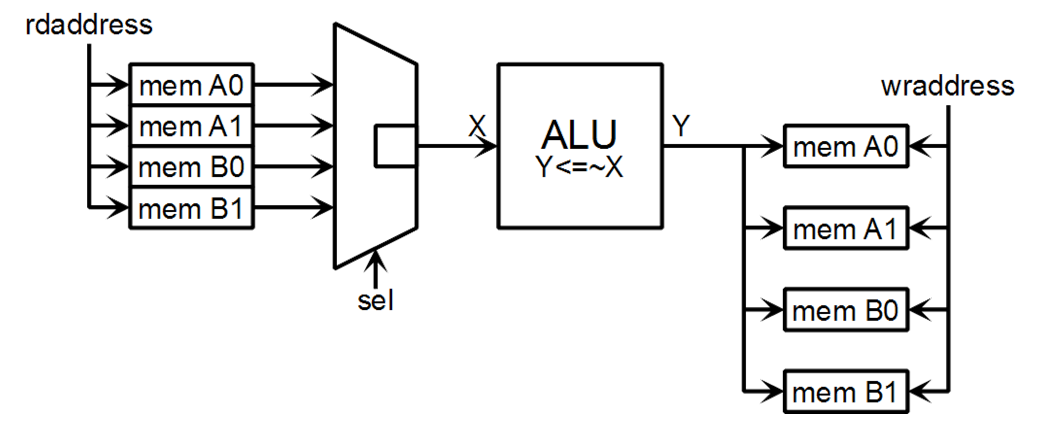 rdaddress
mem A0
mem A1
mem B0
mem B1
sel
X
ALU
Y<=~X
Y
wraddress
mem A0
mem A1
mem B0
mem B1